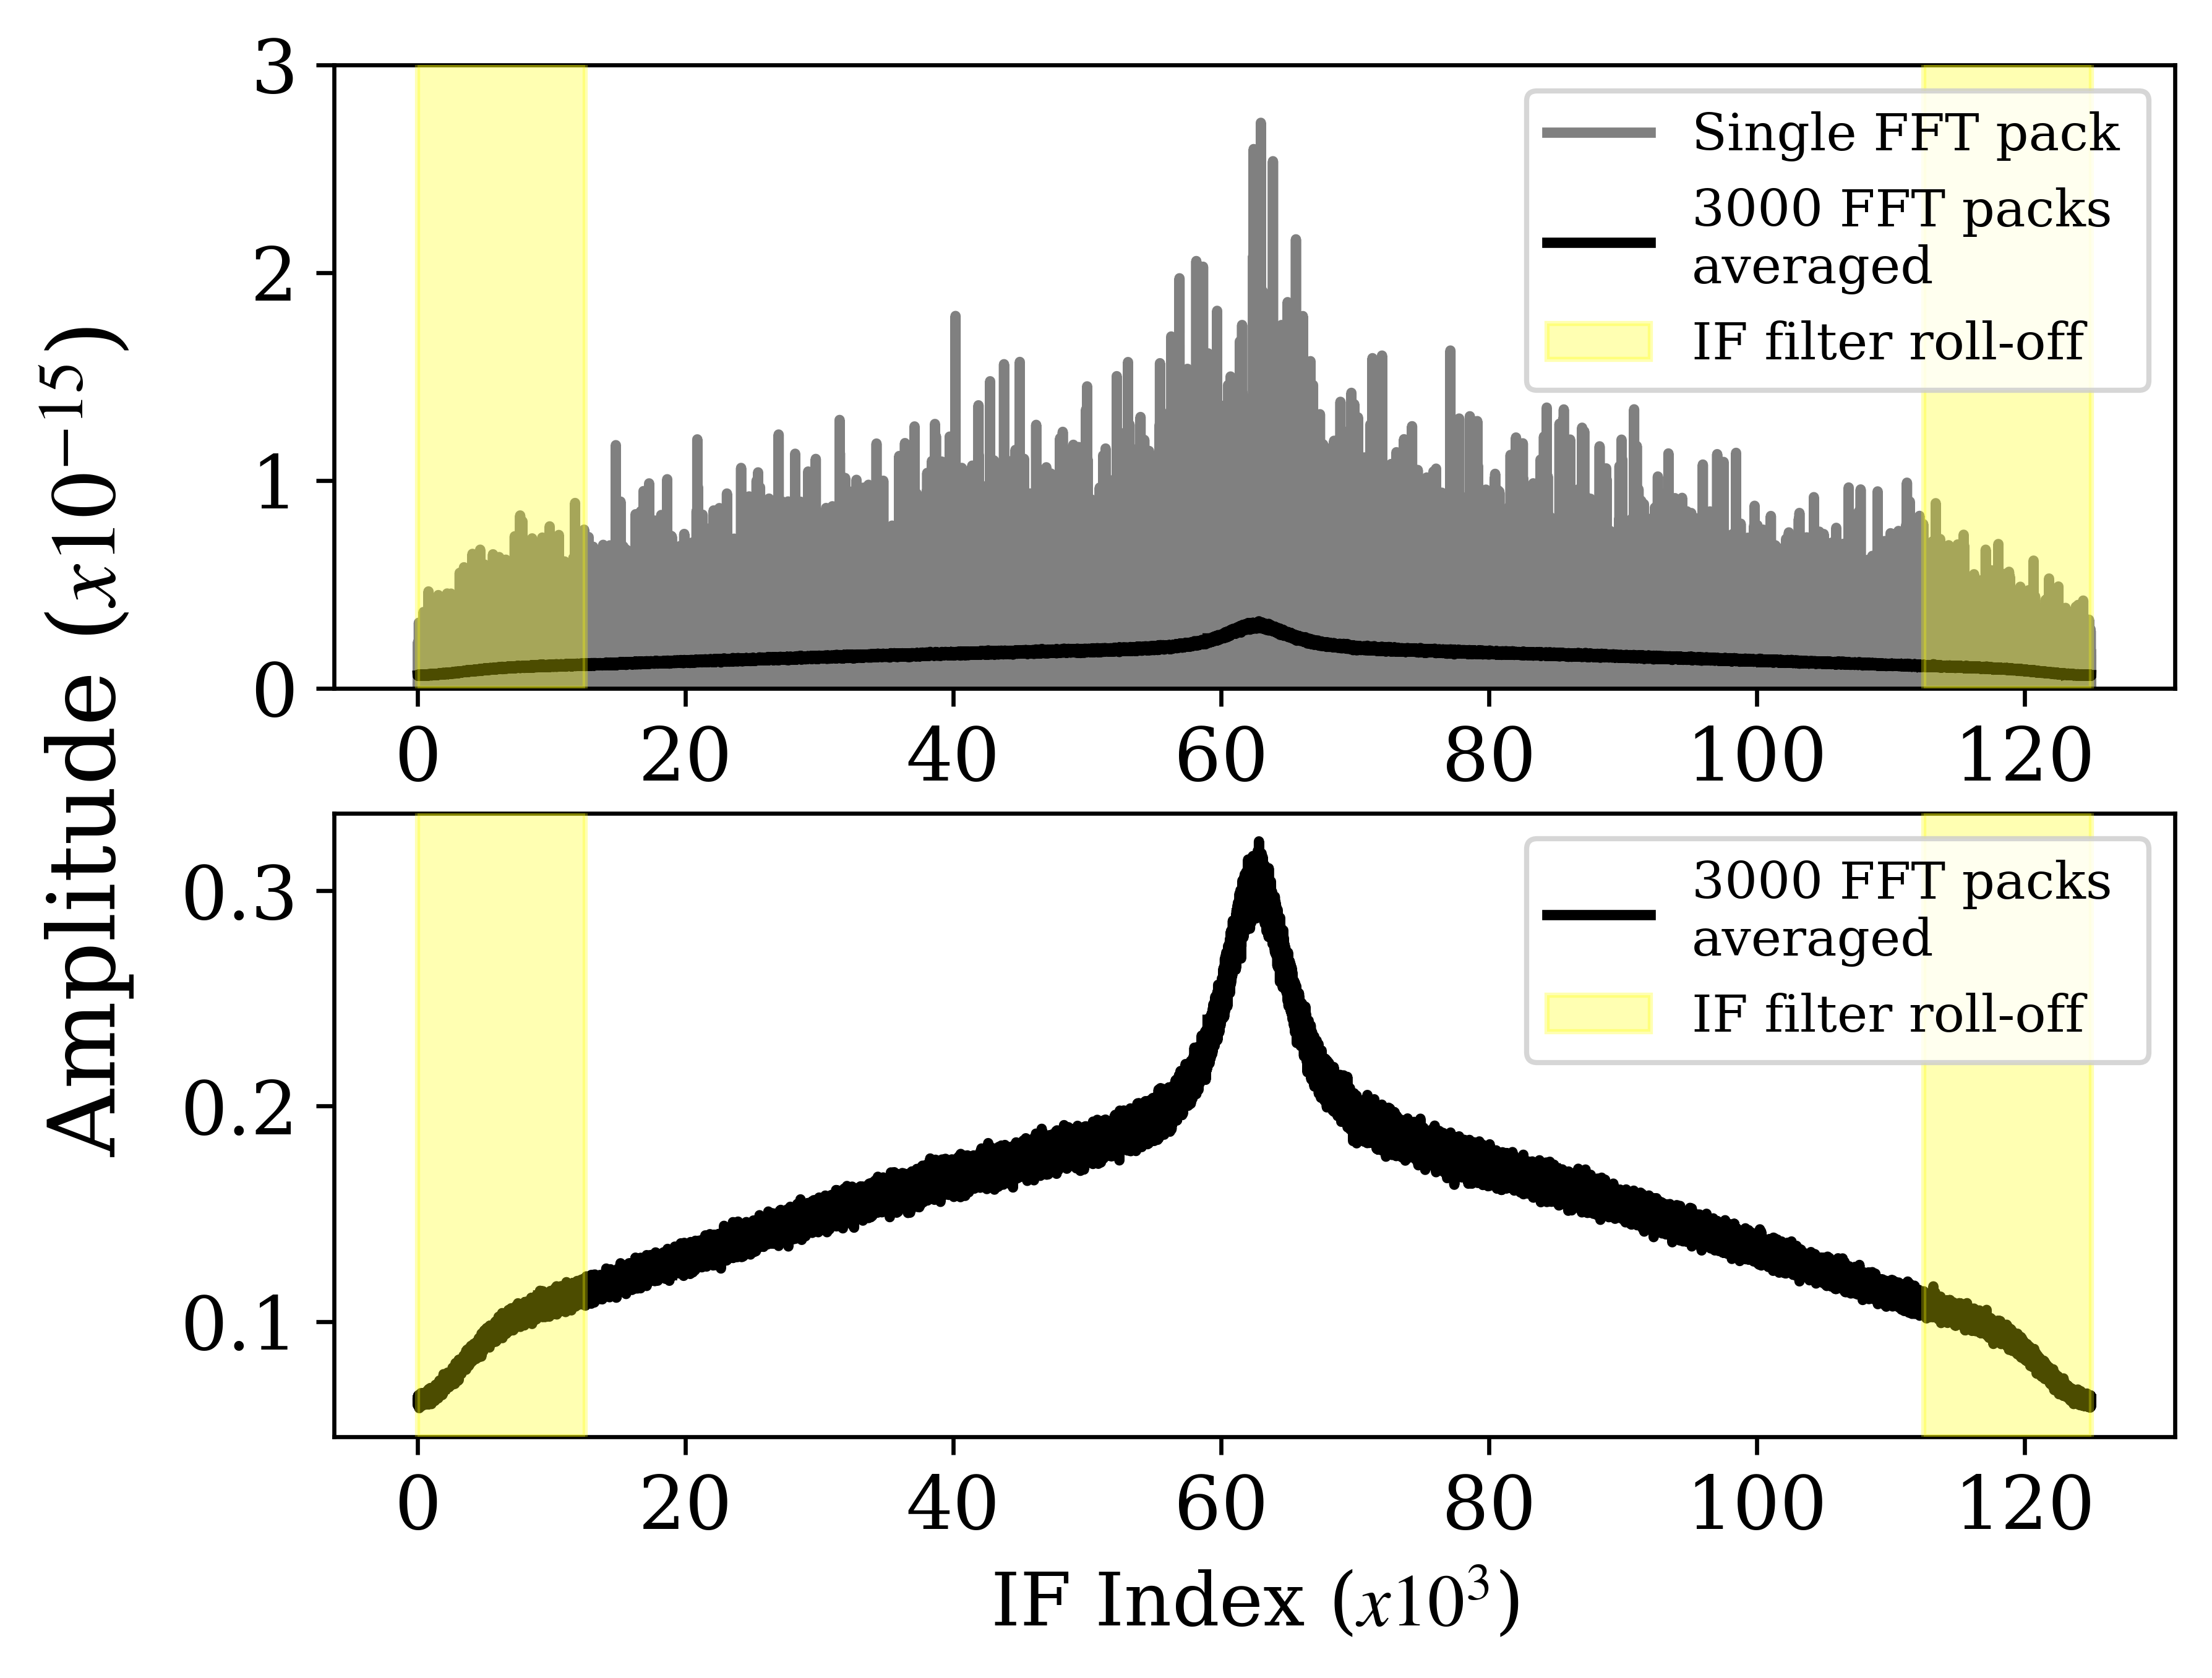 Amplitude (x10⁻¹⁵)
3
2
1
0
Single FFT pack
3000 FFT packs
averaged
IF filter roll-off
0 20 40 60 80 100 120
0.3
0.2
0.1
3000 FFT packs
averaged
IF filter roll-off
0 20 40 60 80 100 120
IF Index (x10³)